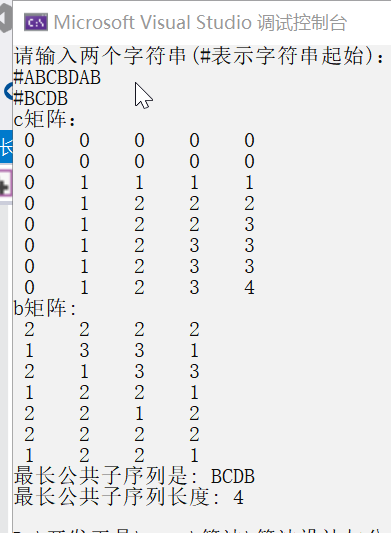 Microsoft Visual Studio 调试控制台
请输入两个字符串(#表示字符串起始):
#ABCBDAB
#BCDB
c矩阵:
0 0 0 0 0
0 0 0 0 0
0 1 1 1 1
0 1 2 2 2
0 1 2 2 3
0 1 2 3 3
0 1 2 3 3
0 1 2 3 4
b矩阵:
2 2 2 2
1 3 3 1
2 1 3 3
1 2 2 1
2 2 1 2
2 2 2 2
1 2 2 1
最长公共子序列是: BCDB
最长公共子序列长度: 4
长